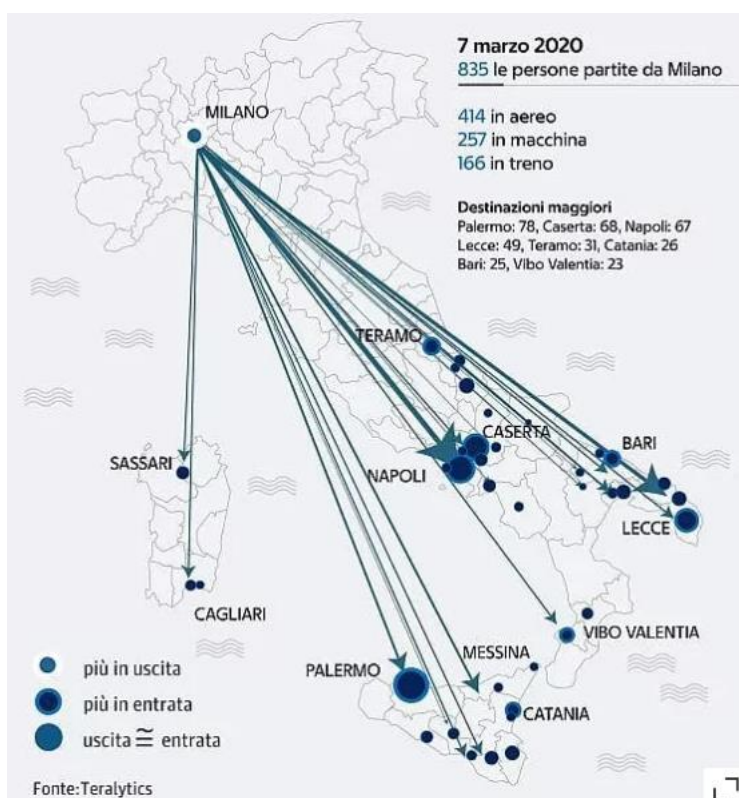 7 marzo 2020
835 le persone partite da Milano
414 in aereo
257 in macchina
166 in treno
Destinazioni maggiori
Palermo: 78, Caserta: 68, Napoli: 67
Lecce: 49, Teramo: 31, Catania: 26
Bari: 25, Vibo Valentia: 23
MILANO
TERAMO
CASERTA
BARI
NAPOLI
SASSARI
LECCE
CAGLIARI
VIBO VALENTIA
MESSINA
PALERMO
CATANIA
più in uscita
più in entrata
uscita ≅ entrata
Fonte:Teralytics